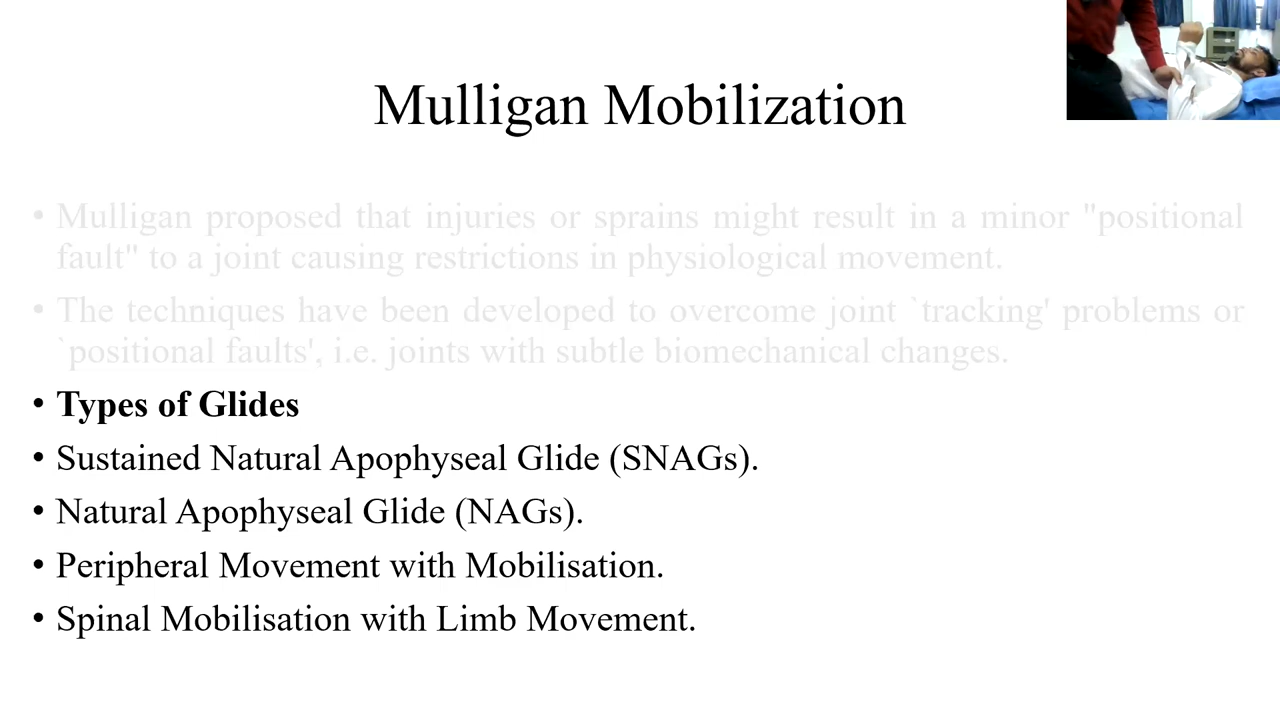 Mulligan Mobilization
• Mulligan proposed that injuries or sprains might result in a minor "positional
fault" to a joint causing restrictions in physiological movement.
• The techniques have been developed to overcome joint `tracking' problems or
`positional faults', i.e. joints with subtle biomechanical changes.
• Types of Glides
• Sustained Natural Apophyseal Glide (SNAGs).
• Natural Apophyseal Glide (NAGs).
• Peripheral Movement with Mobilisation.
• Spinal Mobilisation with Limb Movement.